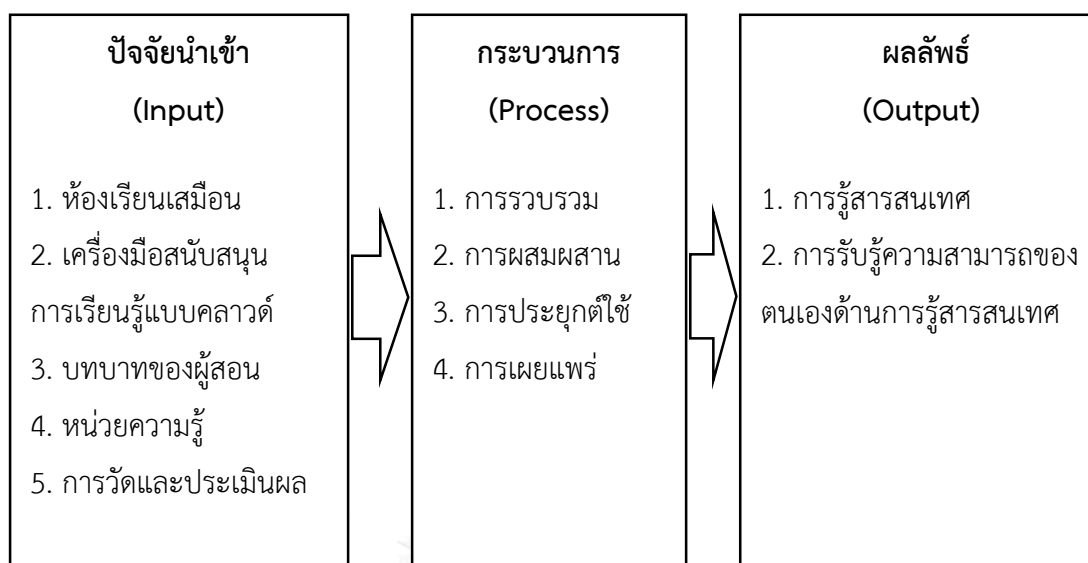 ปัจจัยนำเข้า
(Input)
1. ห้องเรียนเสมือน
2. เครื่องมือสนับสนุน
การเรียนรู้แบบคลาวด์
3. บทบาทของผู้สอน
4. หน่วยความรู้
5. การวัดและประเมินผล
กระบวนการ
(Process)
1. การรวบรวม
2. การผสมผสาน
3. การประยุกต์ใช้
4. การเผยแพร่
ผลลัพธ์
(Output)
1. การรู้สารสนเทศ
2. การรับรู้ความสามารถของ
ตนเองด้านการรู้สารสนเทศ